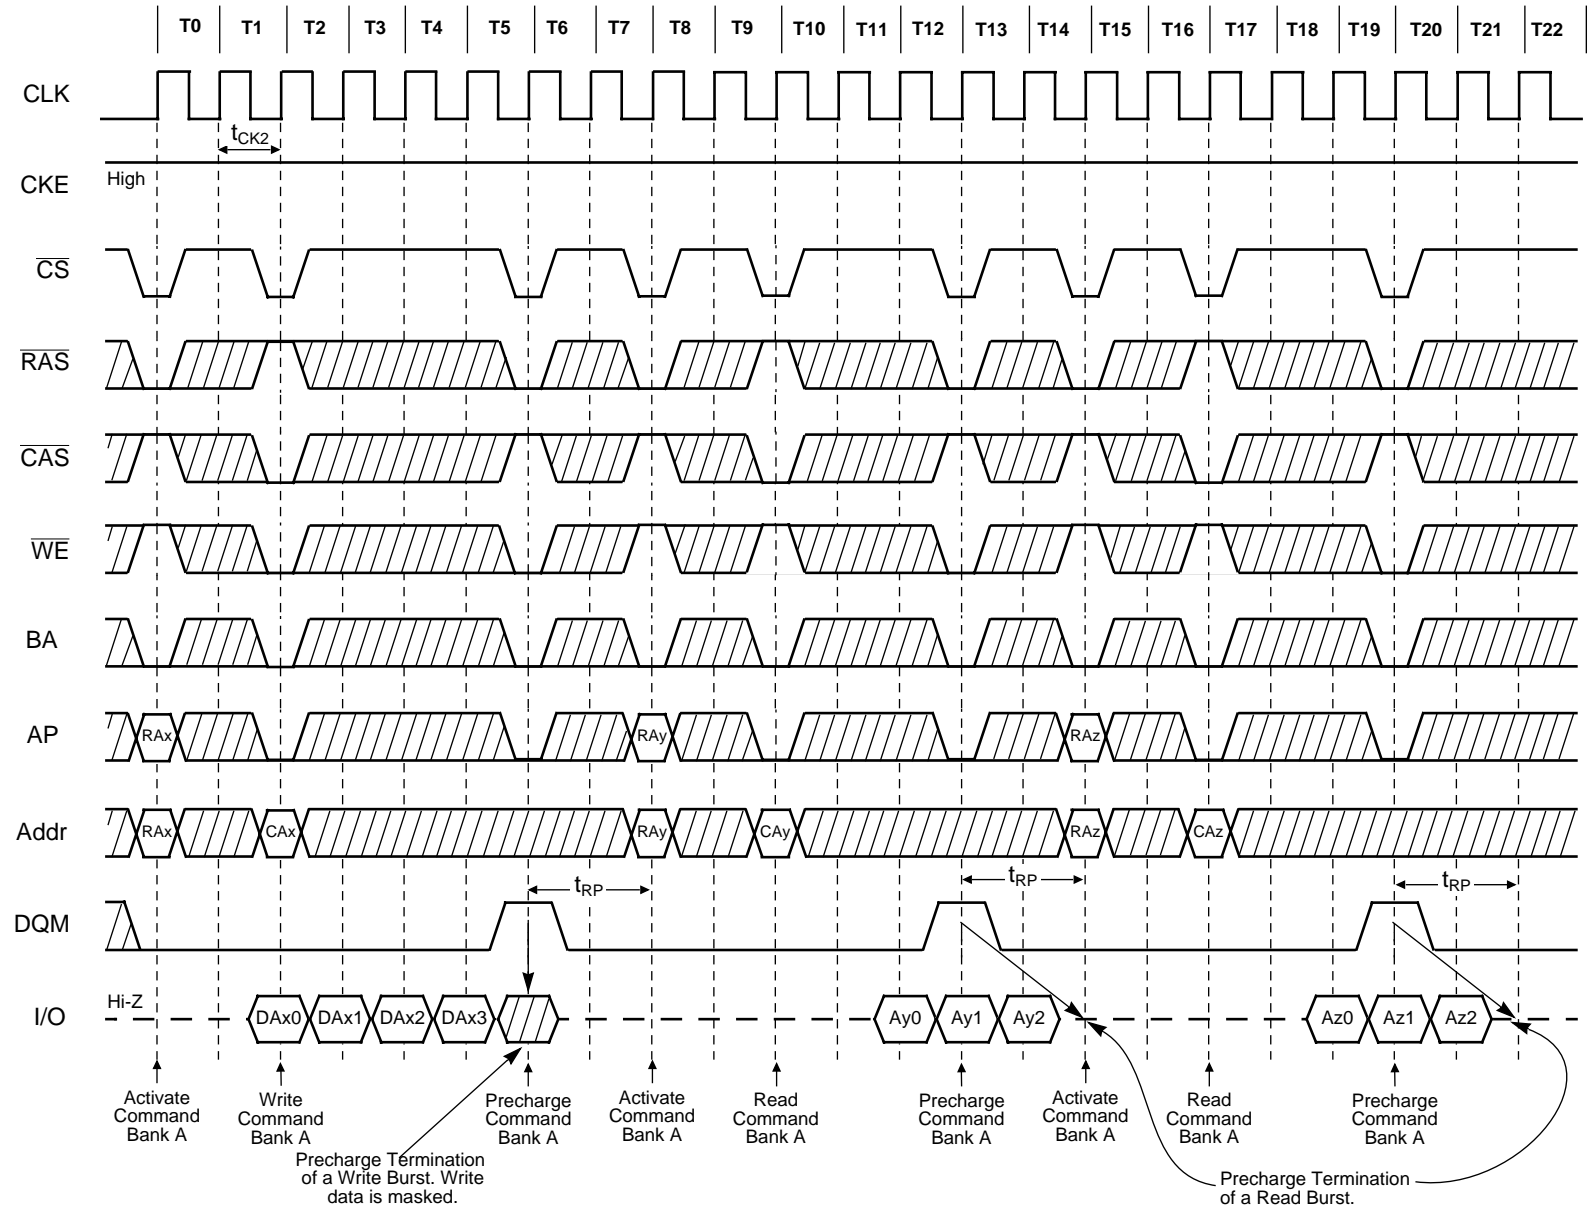 T0 T1 T2 T3 T4 T5 T6 T7 T8 T9 T10 T11 T12 T13 T14 T15 T16 T17 T18 T19 T20 T21 T22
CLK
tCK2
CKE
High
CS
RAS
CAS
WE
BA
AP
RAx RAy RAz
Addr
RAx CAx RAy CAy RAz CAz
tRP tRP tRP
DQM
I/O
Hi-Z
DAx0 DAx1 DAx2 DAx3 Ay0 Ay1 Ay2 Az0 Az1 Az2
Activate
Command
Bank A
Write
Command
Bank A
Precharge
Command
Bank A
Activate
Command
Bank A
Read
Command
Bank A
Precharge
Command
Bank A
Activate
Command
Bank A
Read
Command
Bank A
Precharge
Command
Bank A
Precharge Termination
of a Write Burst. Write
data is masked.
Precharge Termination
of a Read Burst.